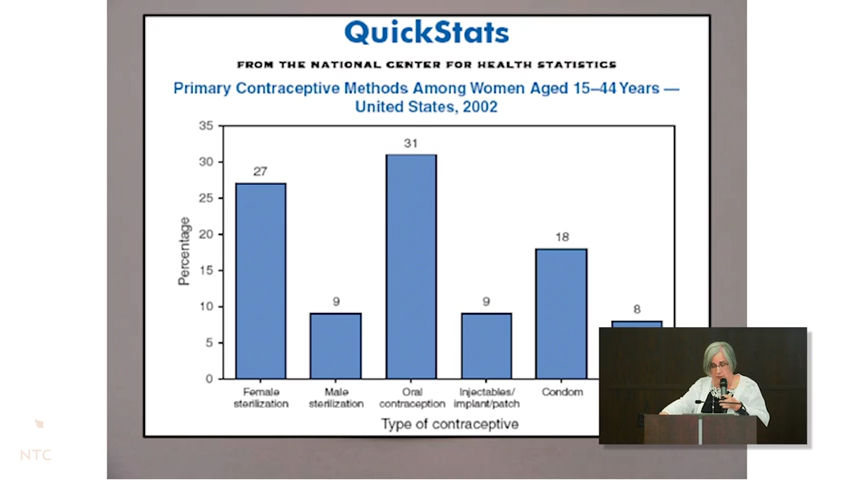 QuickStats
FROM THE NATIONAL CENTER FOR HEALTH STATISTICS
Primary Contraceptive Methods Among Women Aged 15–44 Years —
United States, 2002
35
30
25
20
15
10
5
0
Percentage
27
9
31
9
18
8
Female
sterilization
Male
sterilization
Oral
contraception
Injectables/
implant/patch
Condom
Type of contraceptive
NTC